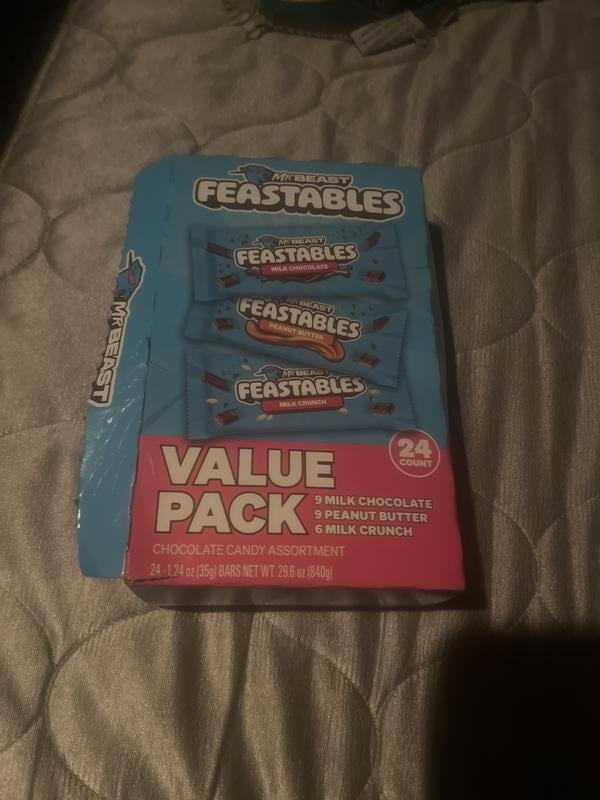 MR BEAST
FEASTABLES
MR BEAST
FEASTABLES
MILK CHOCOLATE
MR BEAST
FEASTABLES
PEANUT BUTTER
MR BEAST
FEASTABLES
MILK CRUNCH
MR BEAST
24
COUNT
VALUE
PACK
9 MILK CHOCOLATE
9 PEANUT BUTTER
6 MILK CRUNCH
CHOCOLATE CANDY ASSORTMENT
24 - 1.24 oz (35g) BARS NET WT. 29.6 oz (840g)